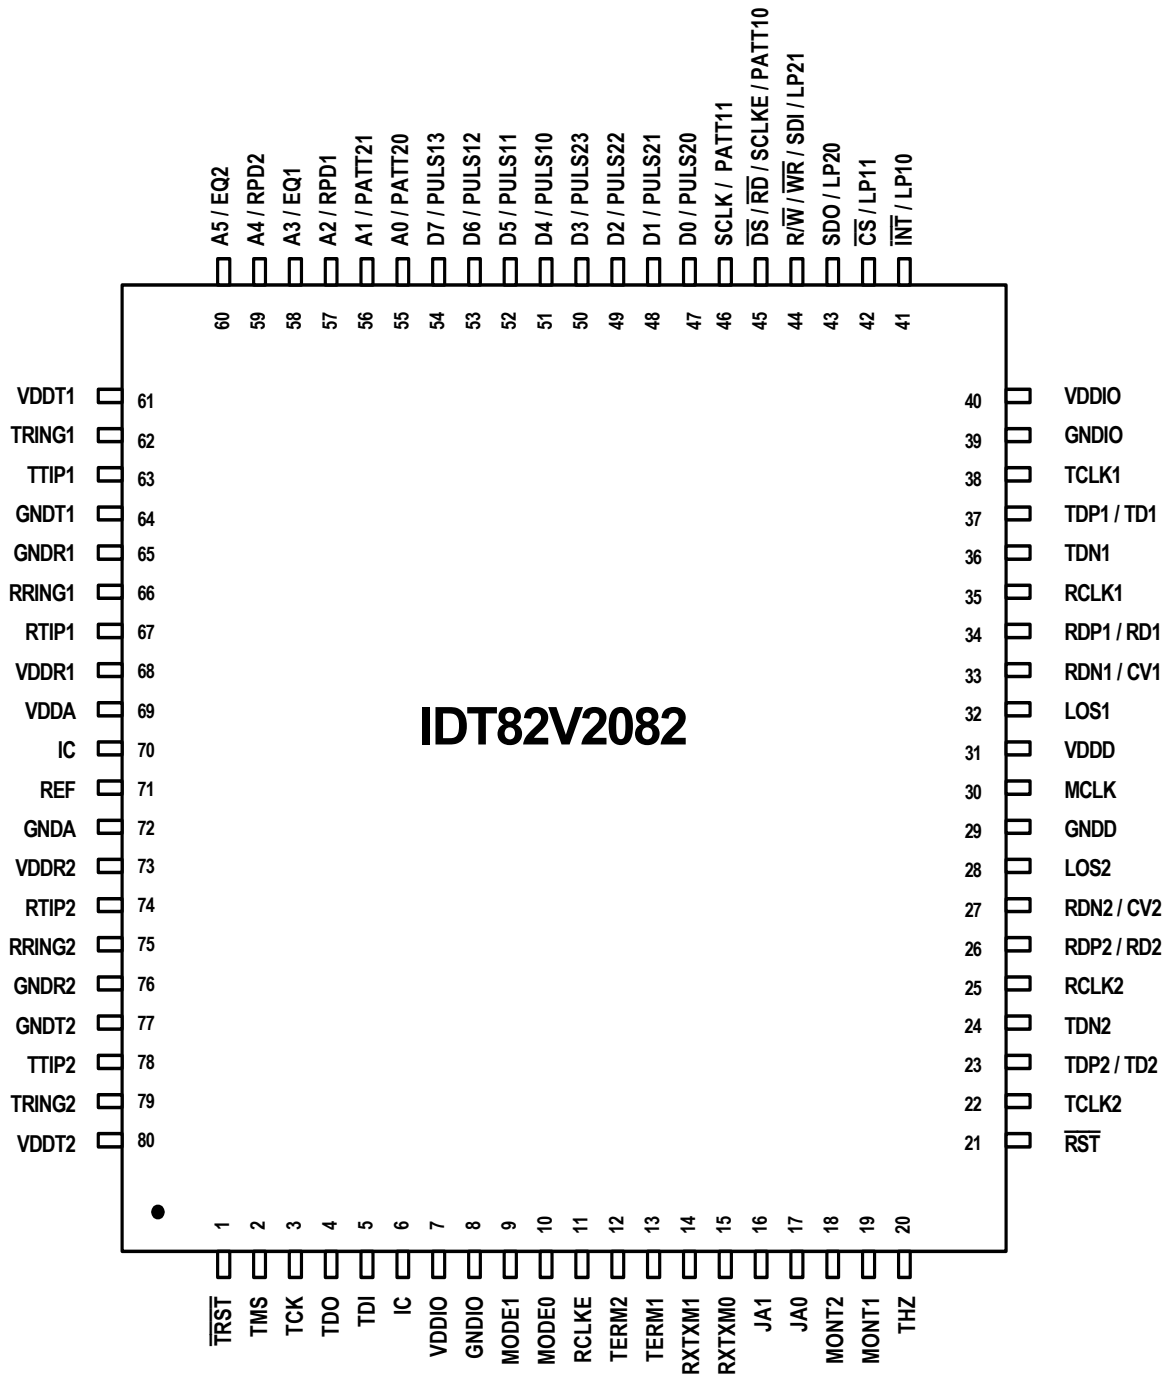 A5 / EQ2
A4 / RPD2
A3 / EQ1
A2 / RPD1
A1 / PATT21
A0 / PATT20
D7 / PULS13
D6 / PULS12
D5 / PULS11
D4 / PULS10
D3 / PULS23
D2 / PULS22
D1 / PULS21
D0 / PULS20
SCLK / PATT11
D̅S̅ / R̅D̅ / SCLKE / PATT10
R/W̅ / W̅R̅ / SDI / LP21
SDO / LP20
C̅S̅ / LP11
I̅N̅T̅ / LP10
60
59
58
57
56
55
54
53
52
51
50
49
48
47
46
45
44
43
42
41
VDDT1 61
TRING1 62
TTIP1 63
GNDT1 64
GNDR1 65
RRING1 66
RTIP1 67
VDDR1 68
VDDA 69
IC 70
REF 71
GNDA 72
VDDR2 73
RTIP2 74
RRING2 75
GNDR2 76
GNDT2 77
TTIP2 78
TRING2 79
VDDT2 80
IDT82V2082
40 VDDIO
39 GNDIO
38 TCLK1
37 TDP1 / TD1
36 TDN1
35 RCLK1
34 RDP1 / RD1
33 RDN1 / CV1
32 LOS1
31 VDDD
30 MCLK
29 GNDD
28 LOS2
27 RDN2 / CV2
26 RDP2 / RD2
25 RCLK2
24 TDN2
23 TDP2 / TD2
22 TCLK2
21 R̅S̅T̅
1
2
3
4
5
6
7
8
9
10
11
12
13
14
15
16
17
18
19
20
T̅R̅S̅T̅
TMS
TCK
TDO
TDI
IC
VDDIO
GNDIO
MODE1
MODE0
RCLKE
TERM2
TERM1
RXTXM1
RXTXM0
JA1
JA0
MONT2
MONT1
THZ